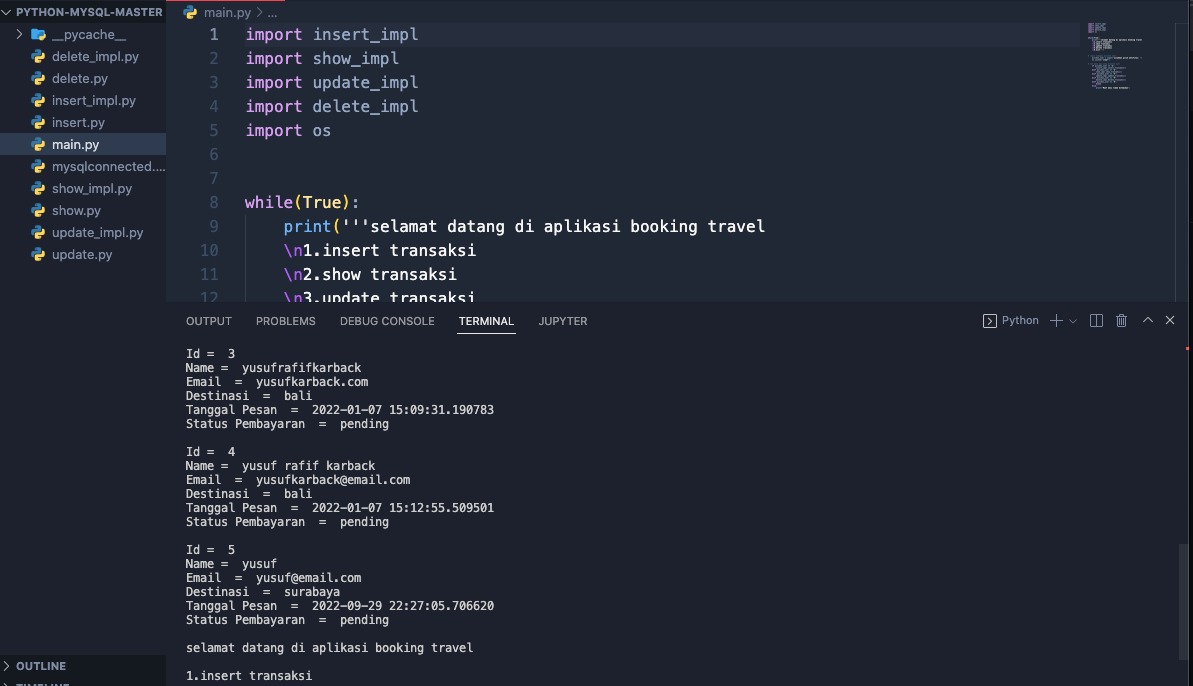 PYTHON-MYSQL-MASTER
__pycache__
delete_impl.py
delete.py
insert_impl.py
insert.py
main.py
mysqlconnected....
show_impl.py
show.py
update_impl.py
update.py
OUTLINE
TIMELINE
main.py > ...
1 import insert_impl
2 import show_impl
3 import update_impl
4 import delete_impl
5 import os
6
7
8 while(True):
9 print('''selamat datang di aplikasi booking travel
10 \n1.insert transaksi
11 \n2.show transaksi
12 \n3.update transaksi
OUTPUT PROBLEMS DEBUG CONSOLE TERMINAL JUPYTER
Python
Id =  3
Name =  yusufrafifkarback
Email  =  yusufkarback.com
Destinasi  =  bali
Tanggal Pesan  =  2022-01-07 15:09:31.190783
Status Pembayaran  =  pending
Id =  4
Name =  yusuf rafif karback
Email  =  yusufkarback@email.com
Destinasi  =  bali
Tanggal Pesan  =  2022-01-07 15:12:55.509501
Status Pembayaran  =  pending
Id =  5
Name =  yusuf
Email  =  yusuf@email.com
Destinasi  =  surabaya
Tanggal Pesan  =  2022-09-29 22:27:05.706620
Status Pembayaran  =  pending
selamat datang di aplikasi booking travel
1.insert transaksi